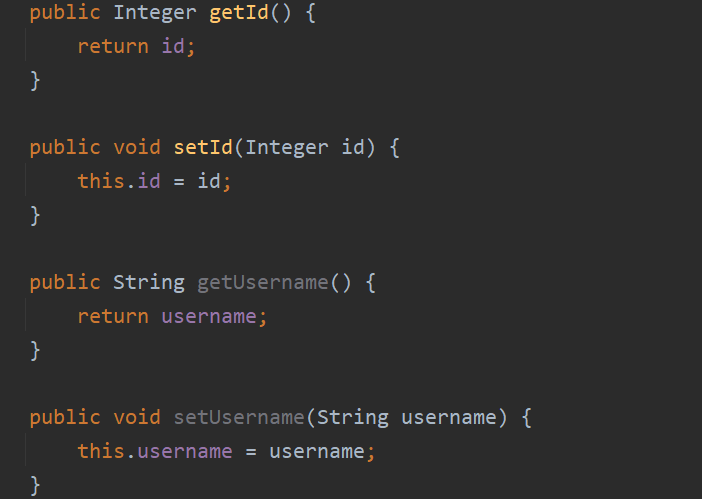 public Integer getId() {
    return id;
}
public void setId(Integer id) {
    this.id = id;
}
public String getUsername() {
    return username;
}
public void setUsername(String username) {
    this.username = username;
}